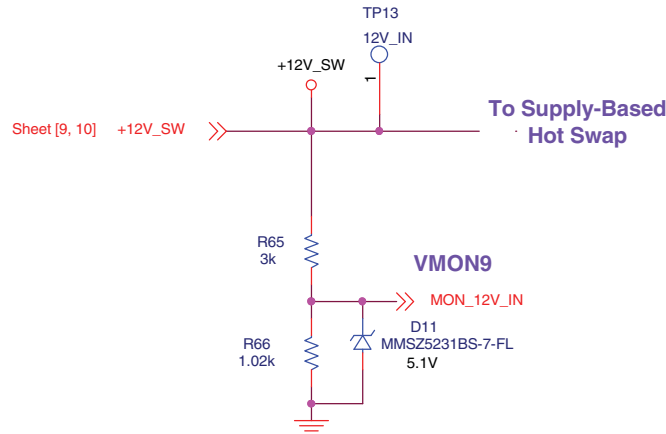 TP13
12V_IN
1
+12V_SW
Sheet [9, 10] +12V_SW
To Supply-Based
Hot Swap
R65
3k
VMON9
MON_12V_IN
R66
1.02k
D11
MMSZ5231BS-7-FL
5.1V